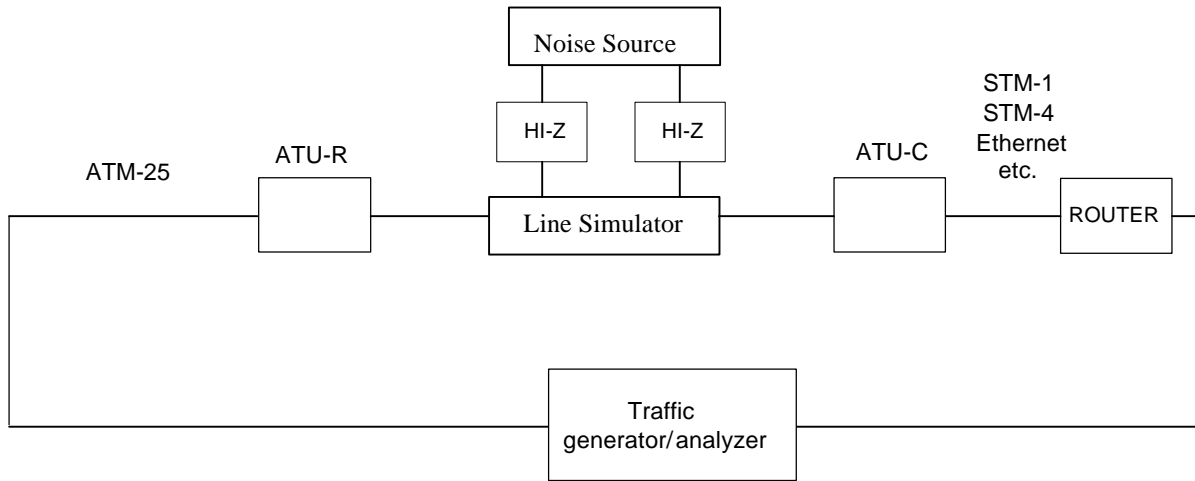 Noise Source
HI-Z
HI-Z
STM-1
STM-4
Ethernet
etc.
ATM-25
ATU-R
ATU-C
Line Simulator
ROUTER
Traffic
generator/analyzer